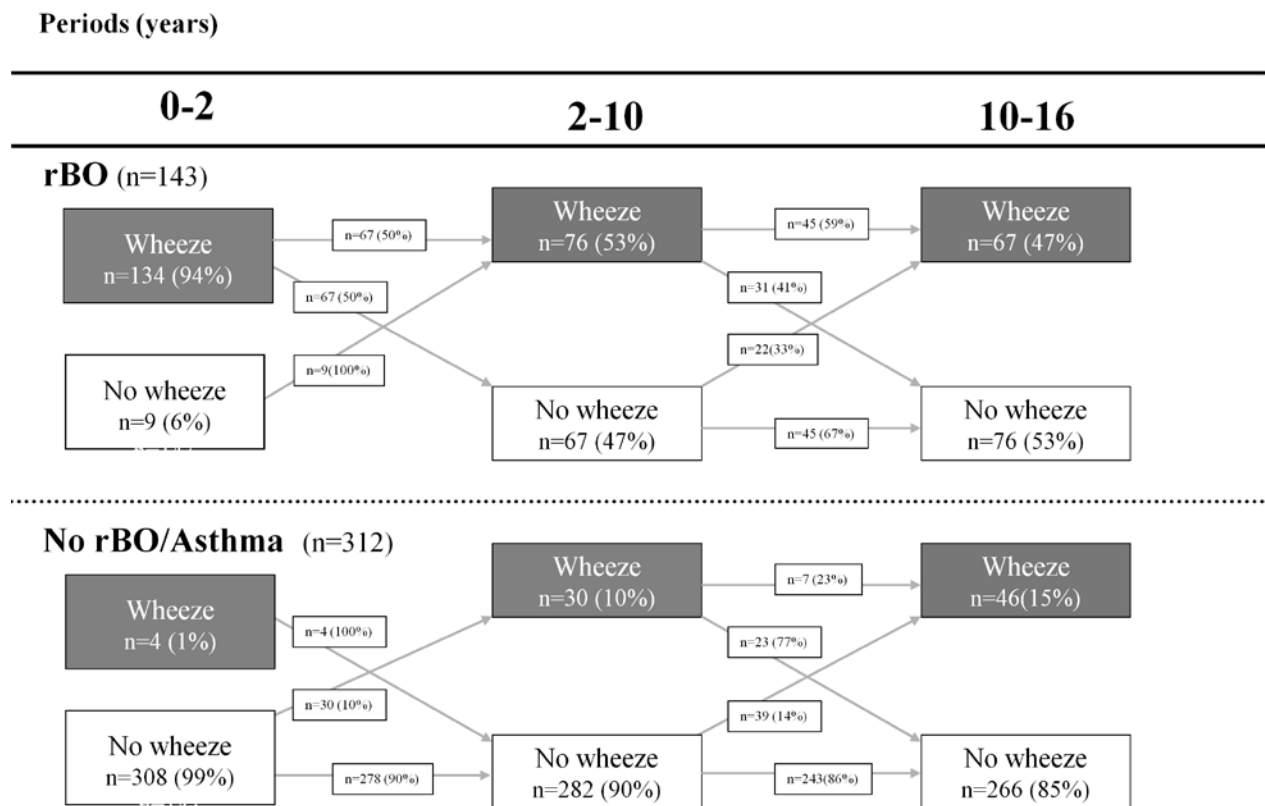 Periods (years)
0-2
2-10
10-16
rBO (n=143)
Wheeze
n=134 (94%)
n=67 (50%)
n=67 (50%)
n=9(100%)
No wheeze
n=9 (6%)
Wheeze
n=76 (53%)
No wheeze
n=67 (47%)
n=45 (59%)
n=31 (41%)
n=22(33%)
n=45 (67%)
Wheeze
n=67 (47%)
No wheeze
n=76 (53%)
No rBO/Asthma (n=312)
Wheeze
n=4 (1%)
No wheeze
n=308 (99%)
n=4 (100%)
n=30 (10%)
n=278 (90%)
Wheeze
n=30 (10%)
No wheeze
n=282 (90%)
n=7 (23%)
n=23 (77%)
n=39 (14%)
n=243(86%)
Wheeze
n=46(15%)
No wheeze
n=266 (85%)